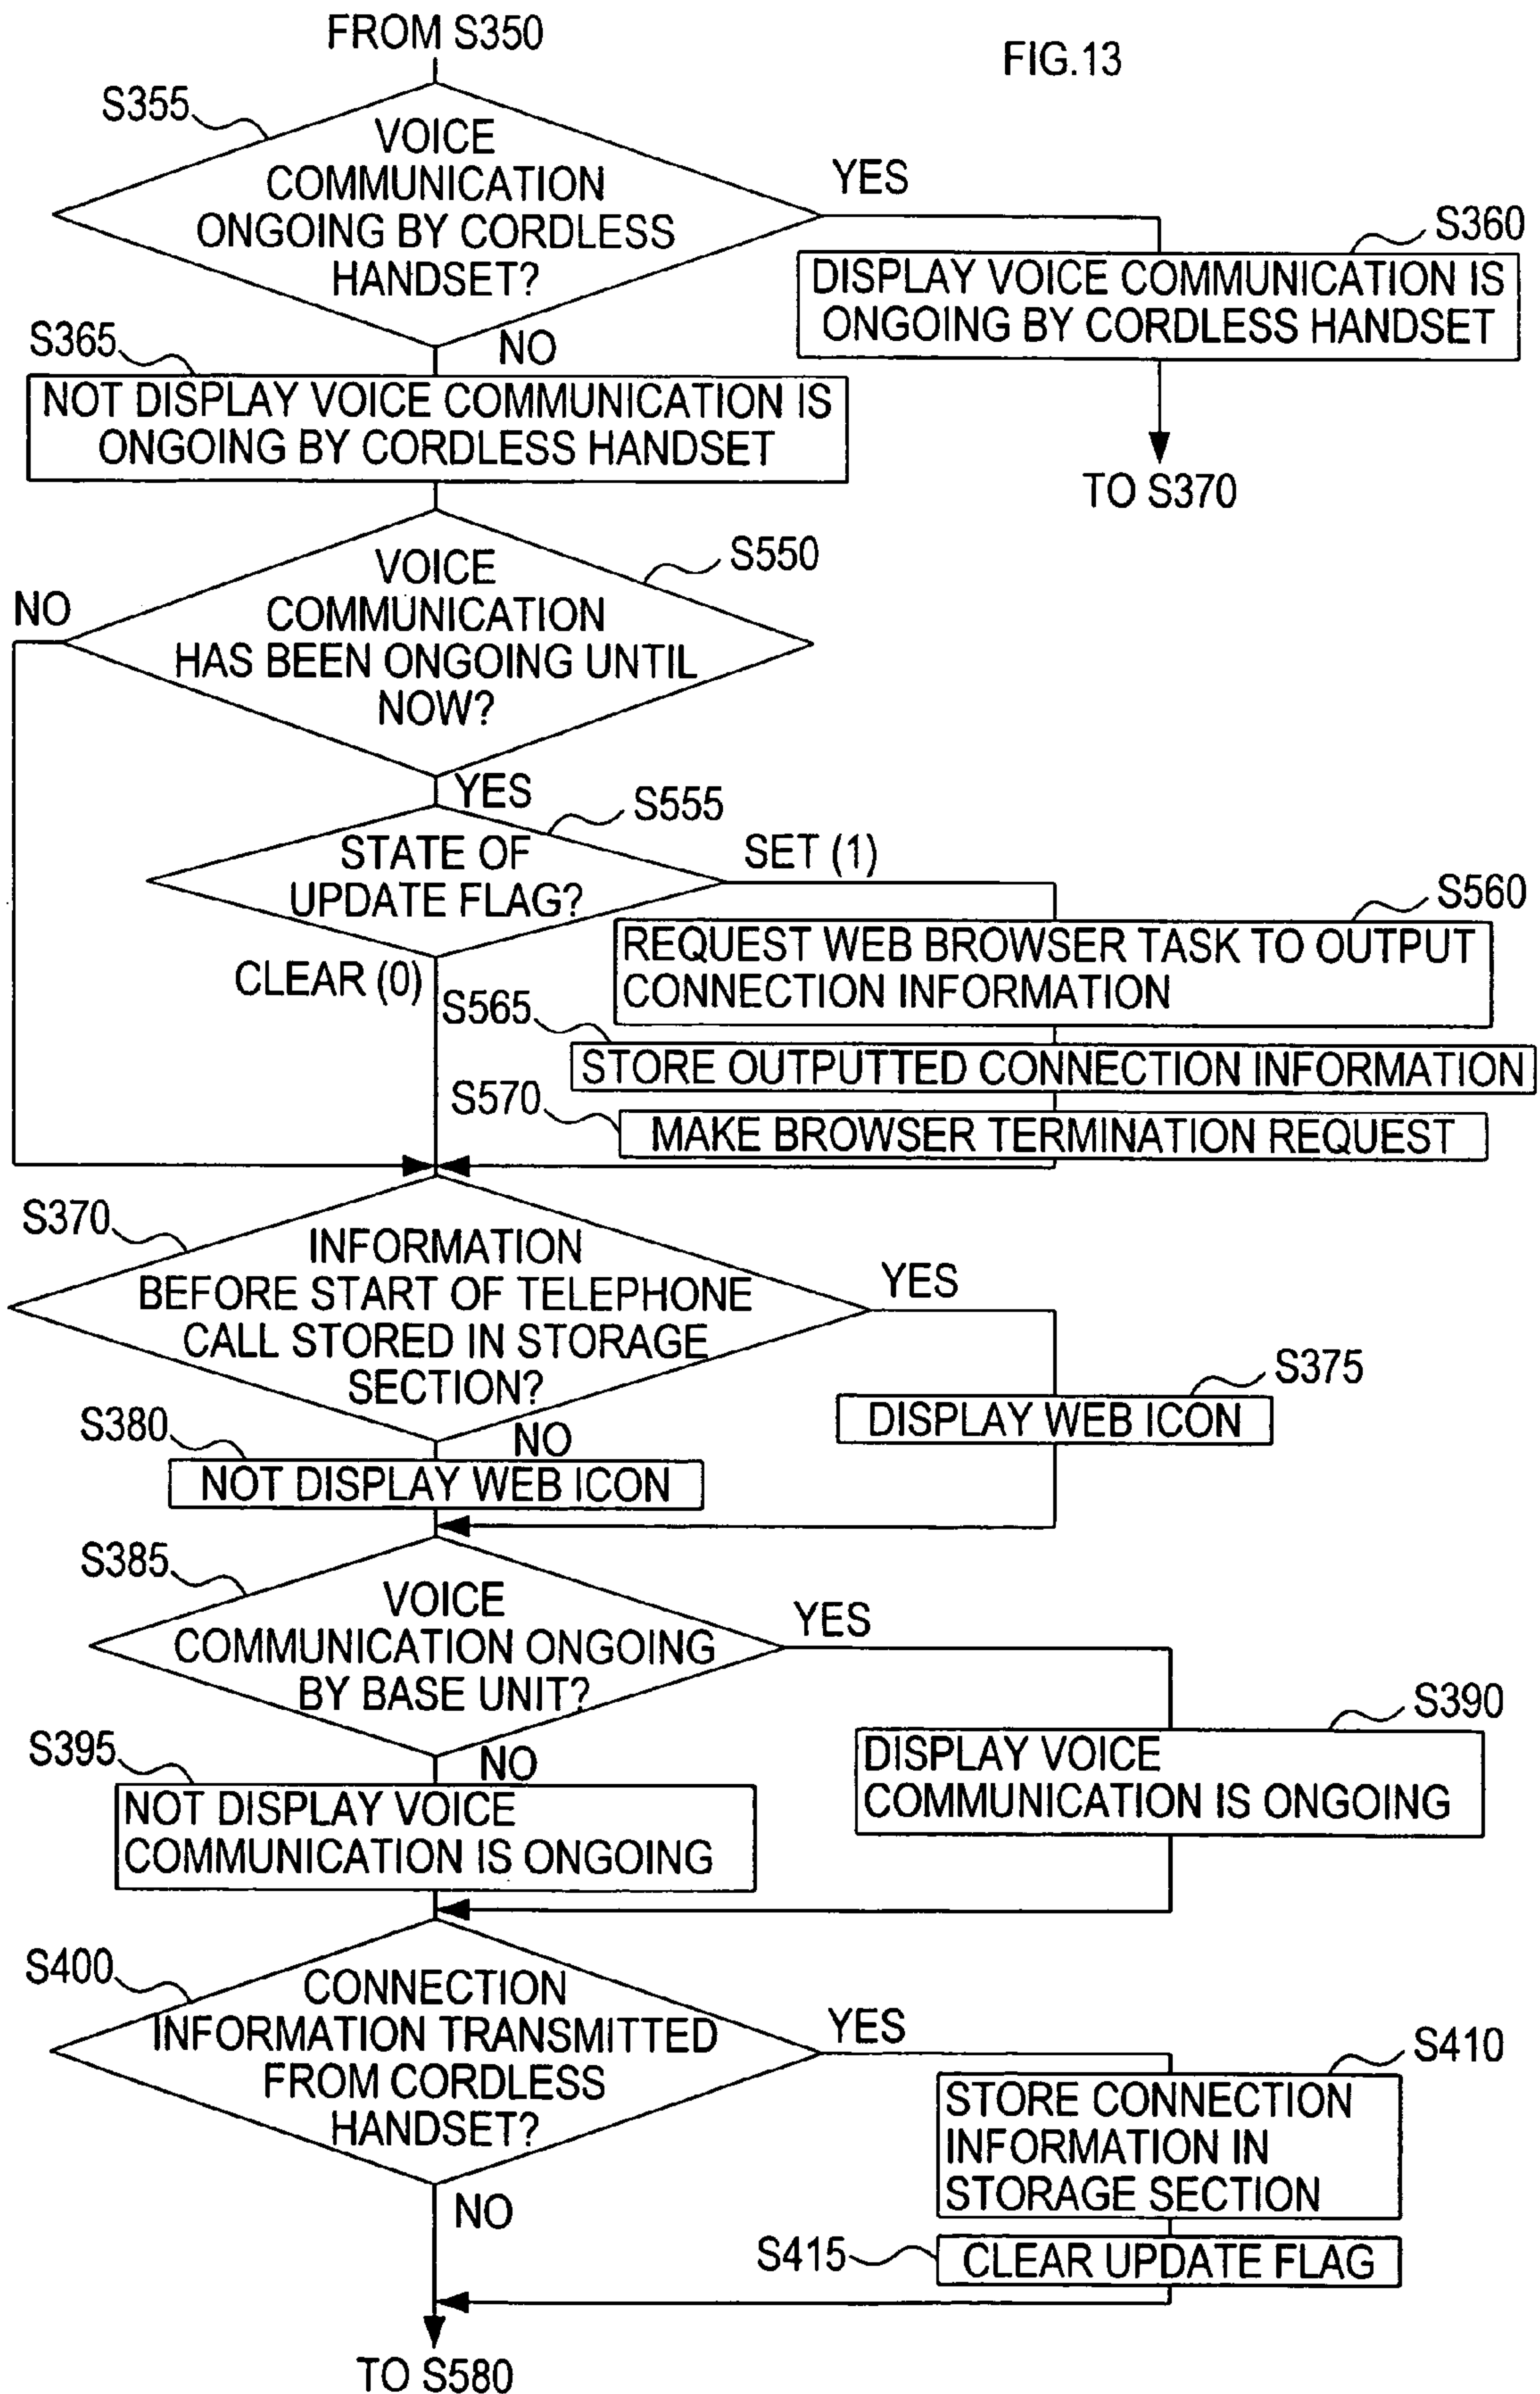 FROM S350
FIG.13
S355
VOICE
COMMUNICATION
ONGOING BY CORDLESS
HANDSET?
YES
S360
DISPLAY VOICE COMMUNICATION IS
ONGOING BY CORDLESS HANDSET
TO S370
NO
S365
NOT DISPLAY VOICE COMMUNICATION IS
ONGOING BY CORDLESS HANDSET
S550
VOICE
COMMUNICATION
HAS BEEN ONGOING UNTIL
NOW?
NO
YES
S555
STATE OF
UPDATE FLAG?
SET (1)
S560
REQUEST WEB BROWSER TASK TO OUTPUT
CONNECTION INFORMATION
CLEAR (0)
S565
STORE OUTPUTTED CONNECTION INFORMATION
S570
MAKE BROWSER TERMINATION REQUEST
S370
INFORMATION
BEFORE START OF TELEPHONE
CALL STORED IN STORAGE
SECTION?
YES
S375
DISPLAY WEB ICON
S380
NO
NOT DISPLAY WEB ICON
S385
VOICE
COMMUNICATION ONGOING
BY BASE UNIT?
YES
S390
DISPLAY VOICE
COMMUNICATION IS ONGOING
S395
NO
NOT DISPLAY VOICE
COMMUNICATION IS ONGOING
S400
CONNECTION
INFORMATION TRANSMITTED
FROM CORDLESS
HANDSET?
YES
S410
STORE CONNECTION
INFORMATION IN
STORAGE SECTION
NO
S415
CLEAR UPDATE FLAG
TO S580